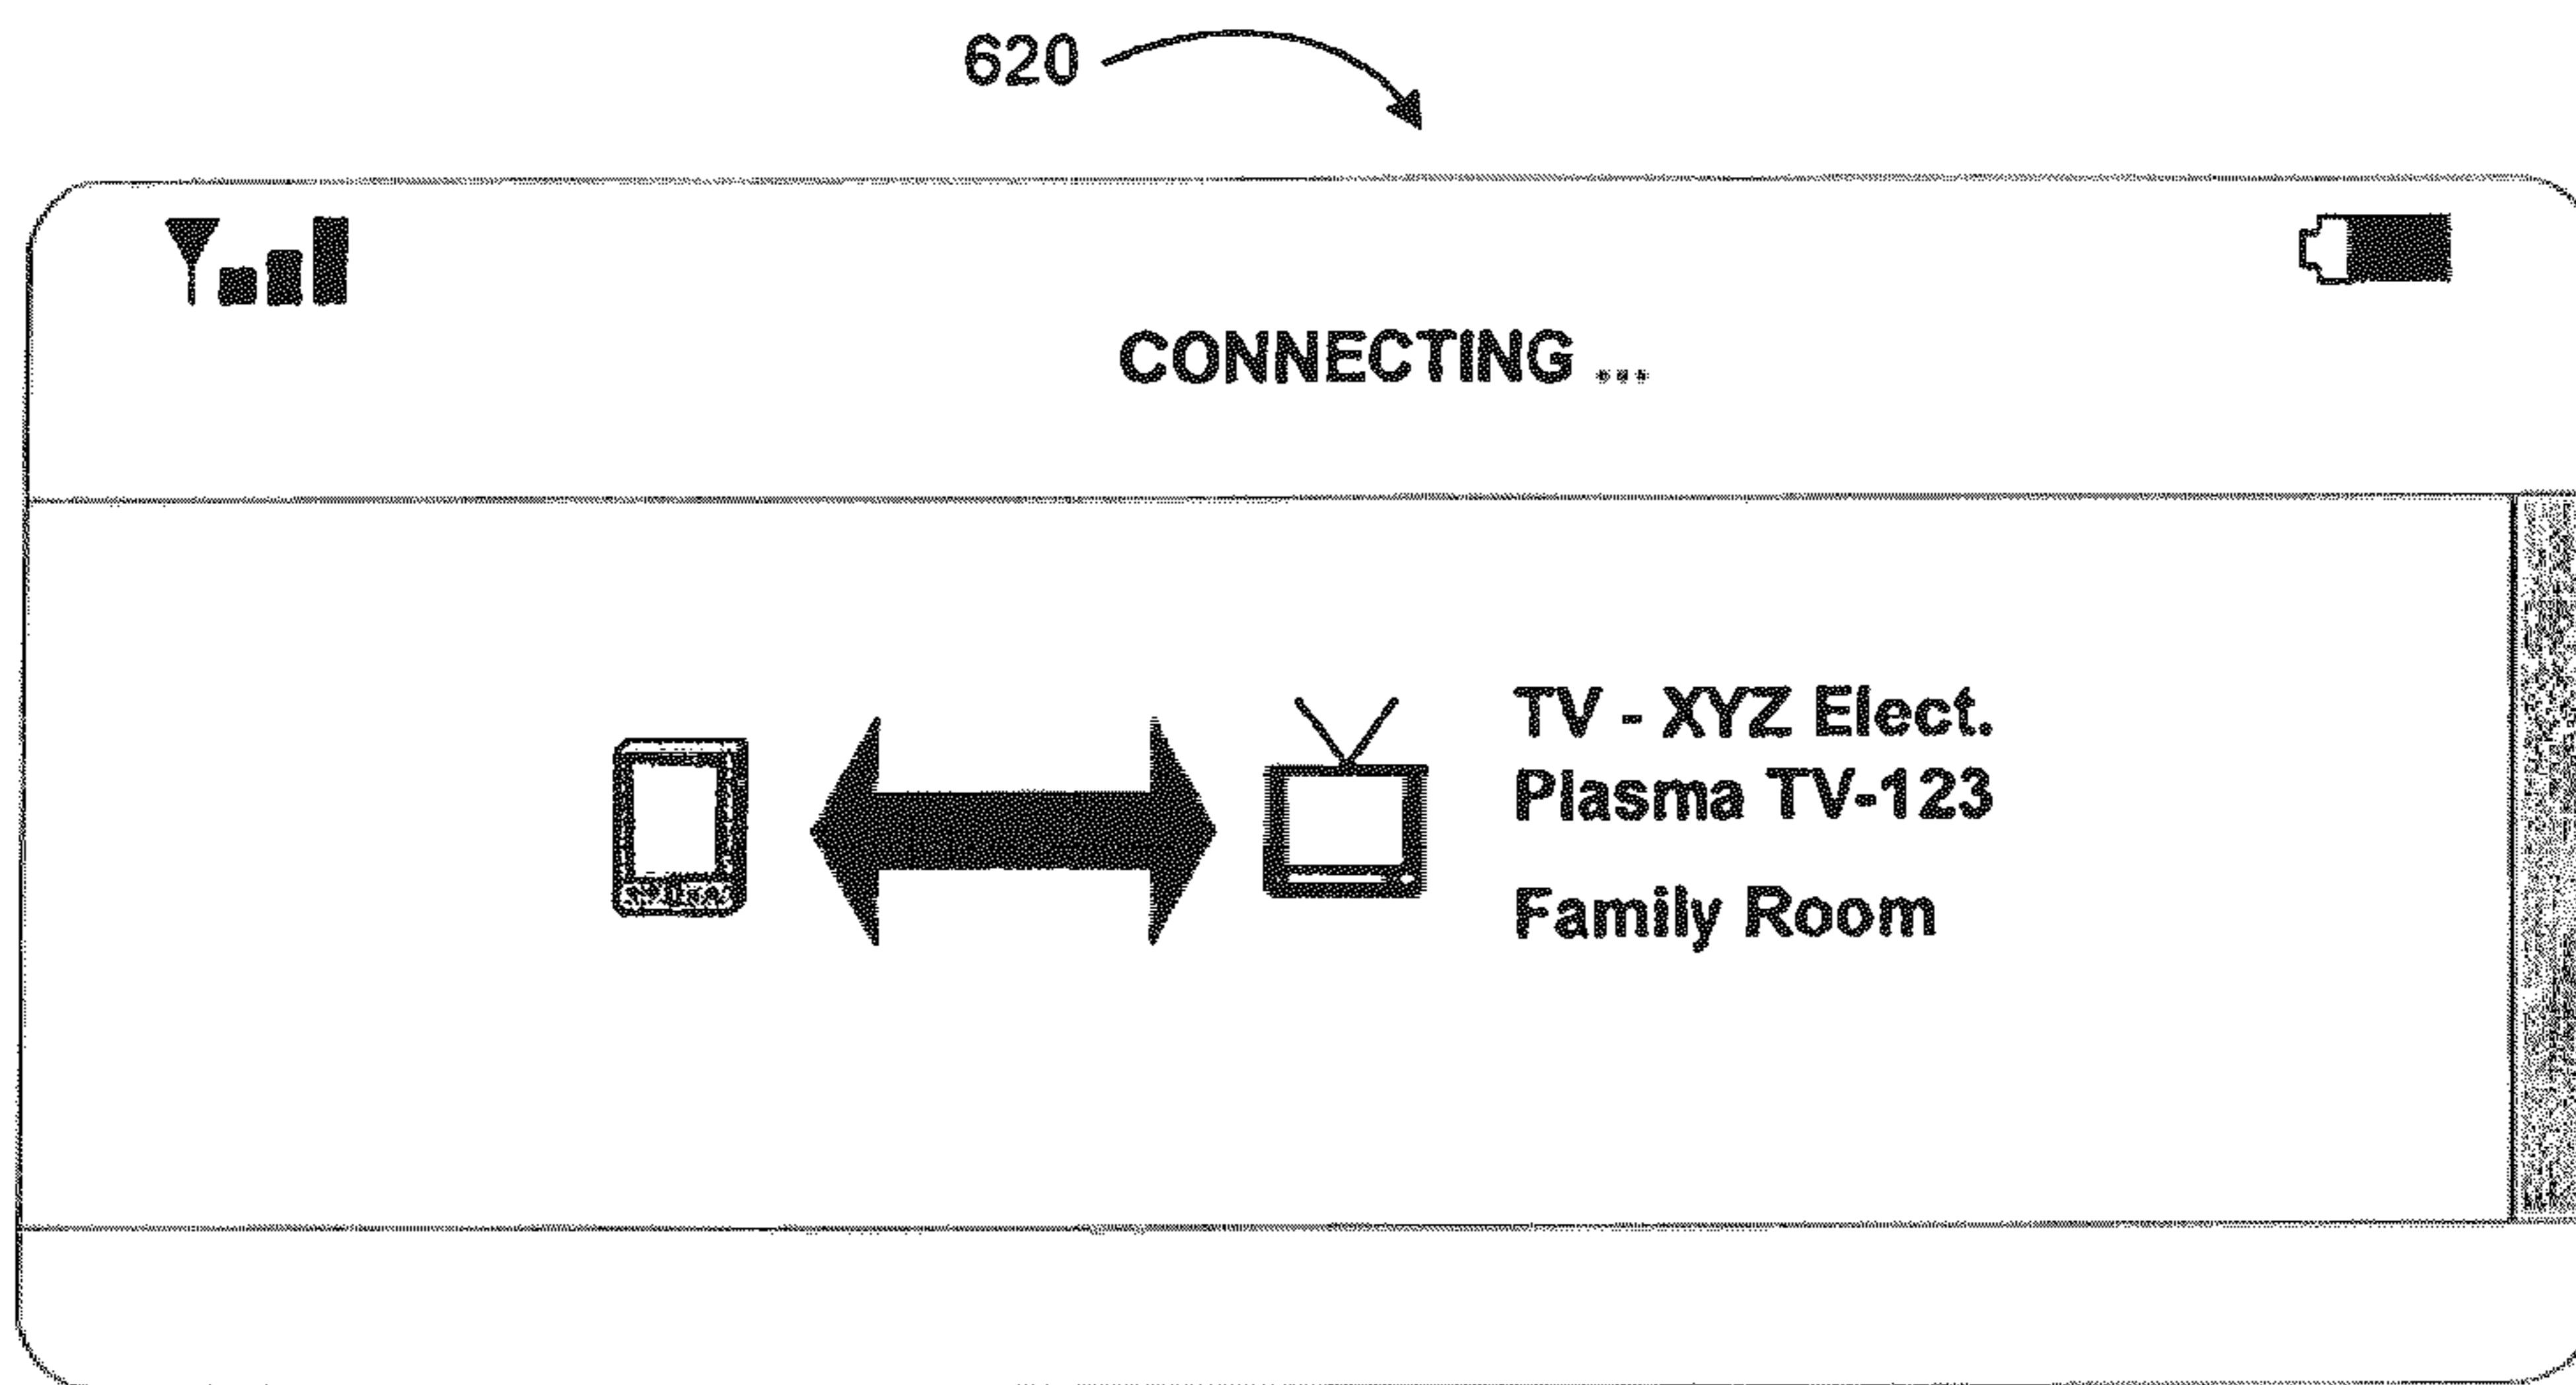 620
CONNECTING ...
TV - XYZ Elect.
Plasma TV-123
Family Room